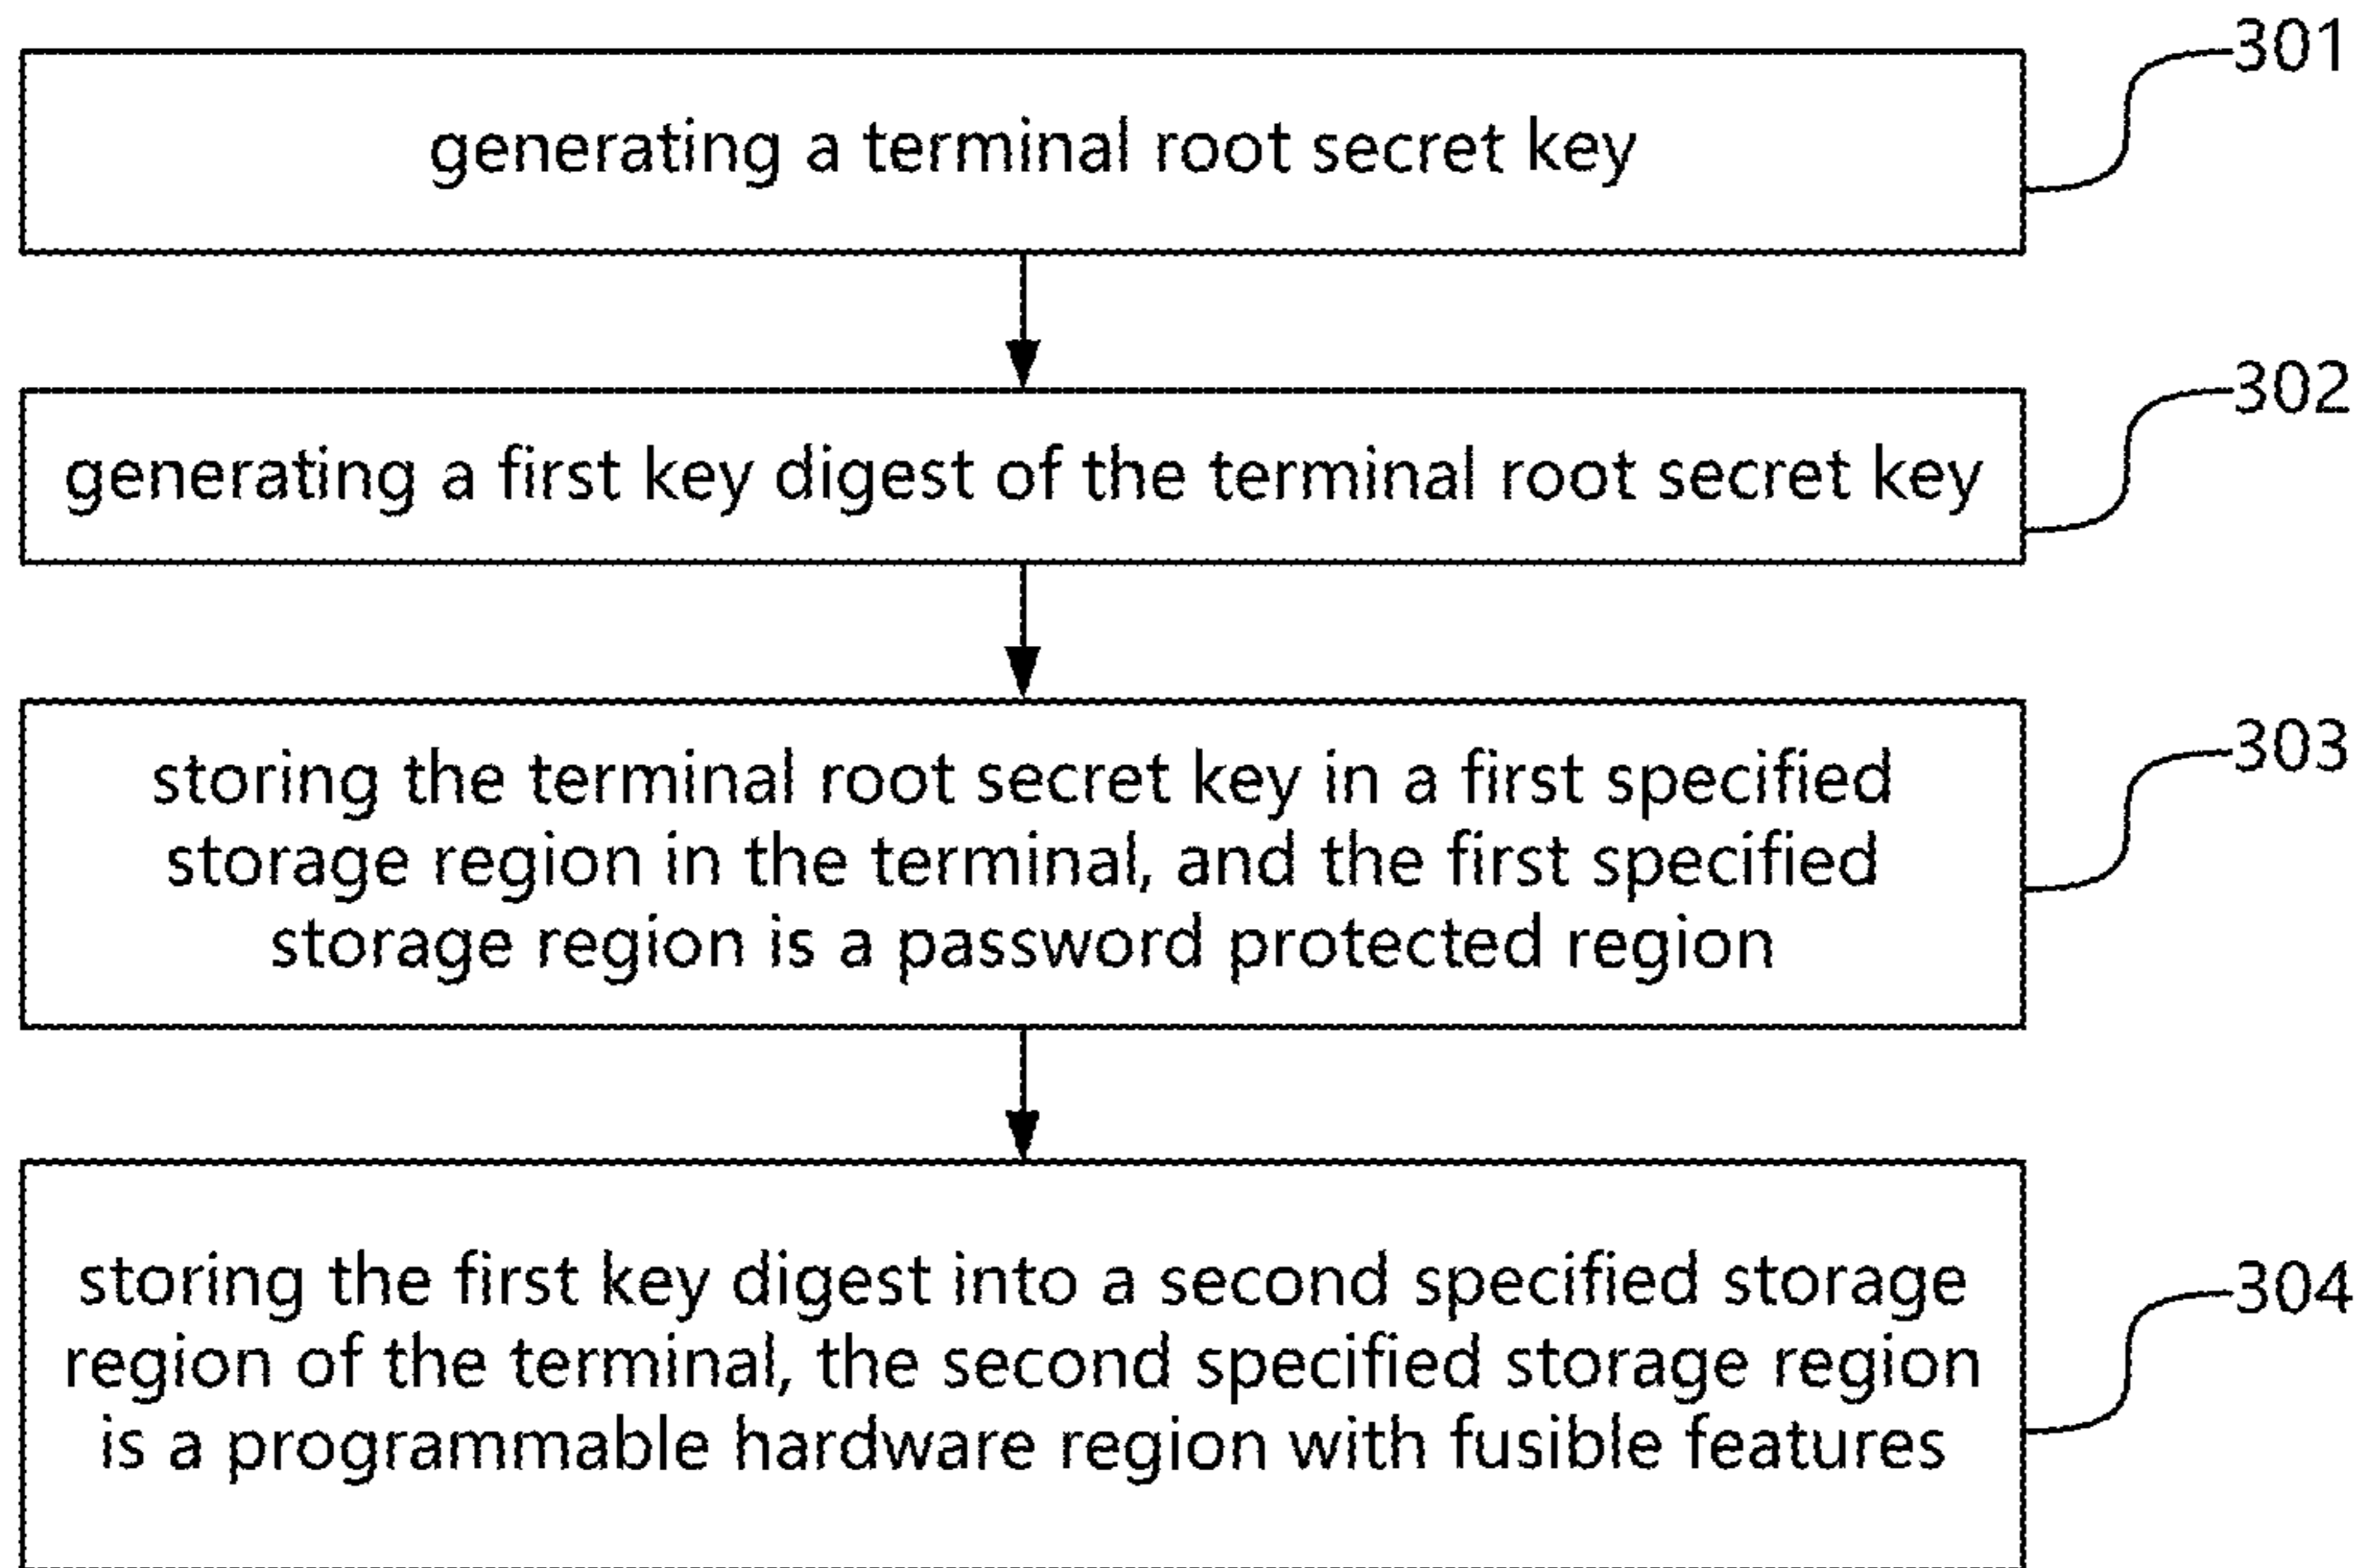 301
generating a terminal root secret key
302
generating a first key digest of the terminal root secret key
303
storing the terminal root secret key in a first specified
storage region in the terminal, and the first specified
storage region is a password protected region
304
storing the first key digest into a second specified storage
region of the terminal, the second specified storage region
is a programmable hardware region with fusible features